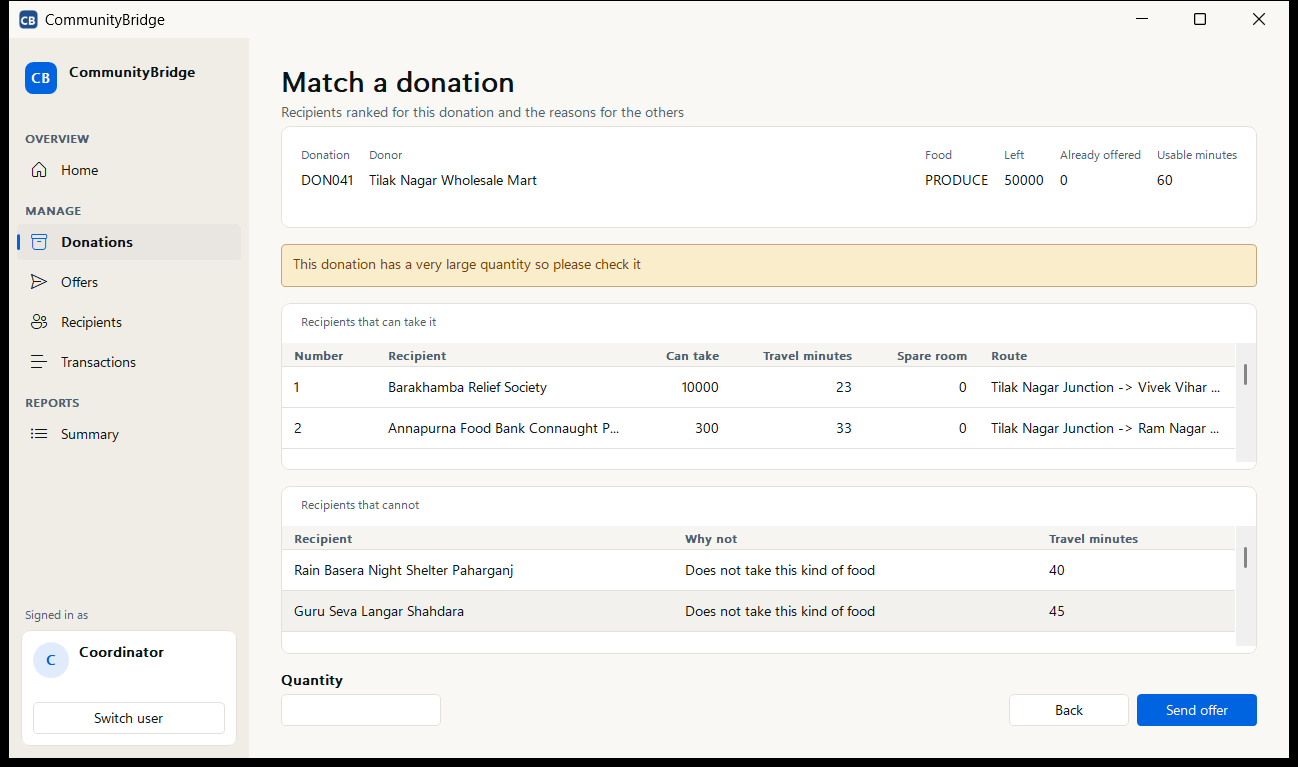 CB CommunityBridge
CB CommunityBridge
OVERVIEW
Home
MANAGE
Donations
Offers
Recipients
Transactions
REPORTS
Summary
Signed in as
C Coordinator
Switch user
Match a donation
Recipients ranked for this donation and the reasons for the others
Donation Donor Food Left Already offered Usable minutes
DON041 Tilak Nagar Wholesale Mart PRODUCE 50000 0 60
This donation has a very large quantity so please check it
Recipients that can take it
Number Recipient Can take Travel minutes Spare room Route
1 Barakhamba Relief Society 10000 23 0 Tilak Nagar Junction -> Vivek Vihar ...
2 Annapurna Food Bank Connaught P... 300 33 0 Tilak Nagar Junction -> Ram Nagar ...
Recipients that cannot
Recipient Why not Travel minutes
Rain Basera Night Shelter Paharganj Does not take this kind of food 40
Guru Seva Langar Shahdara Does not take this kind of food 45
Quantity
Back Send offer